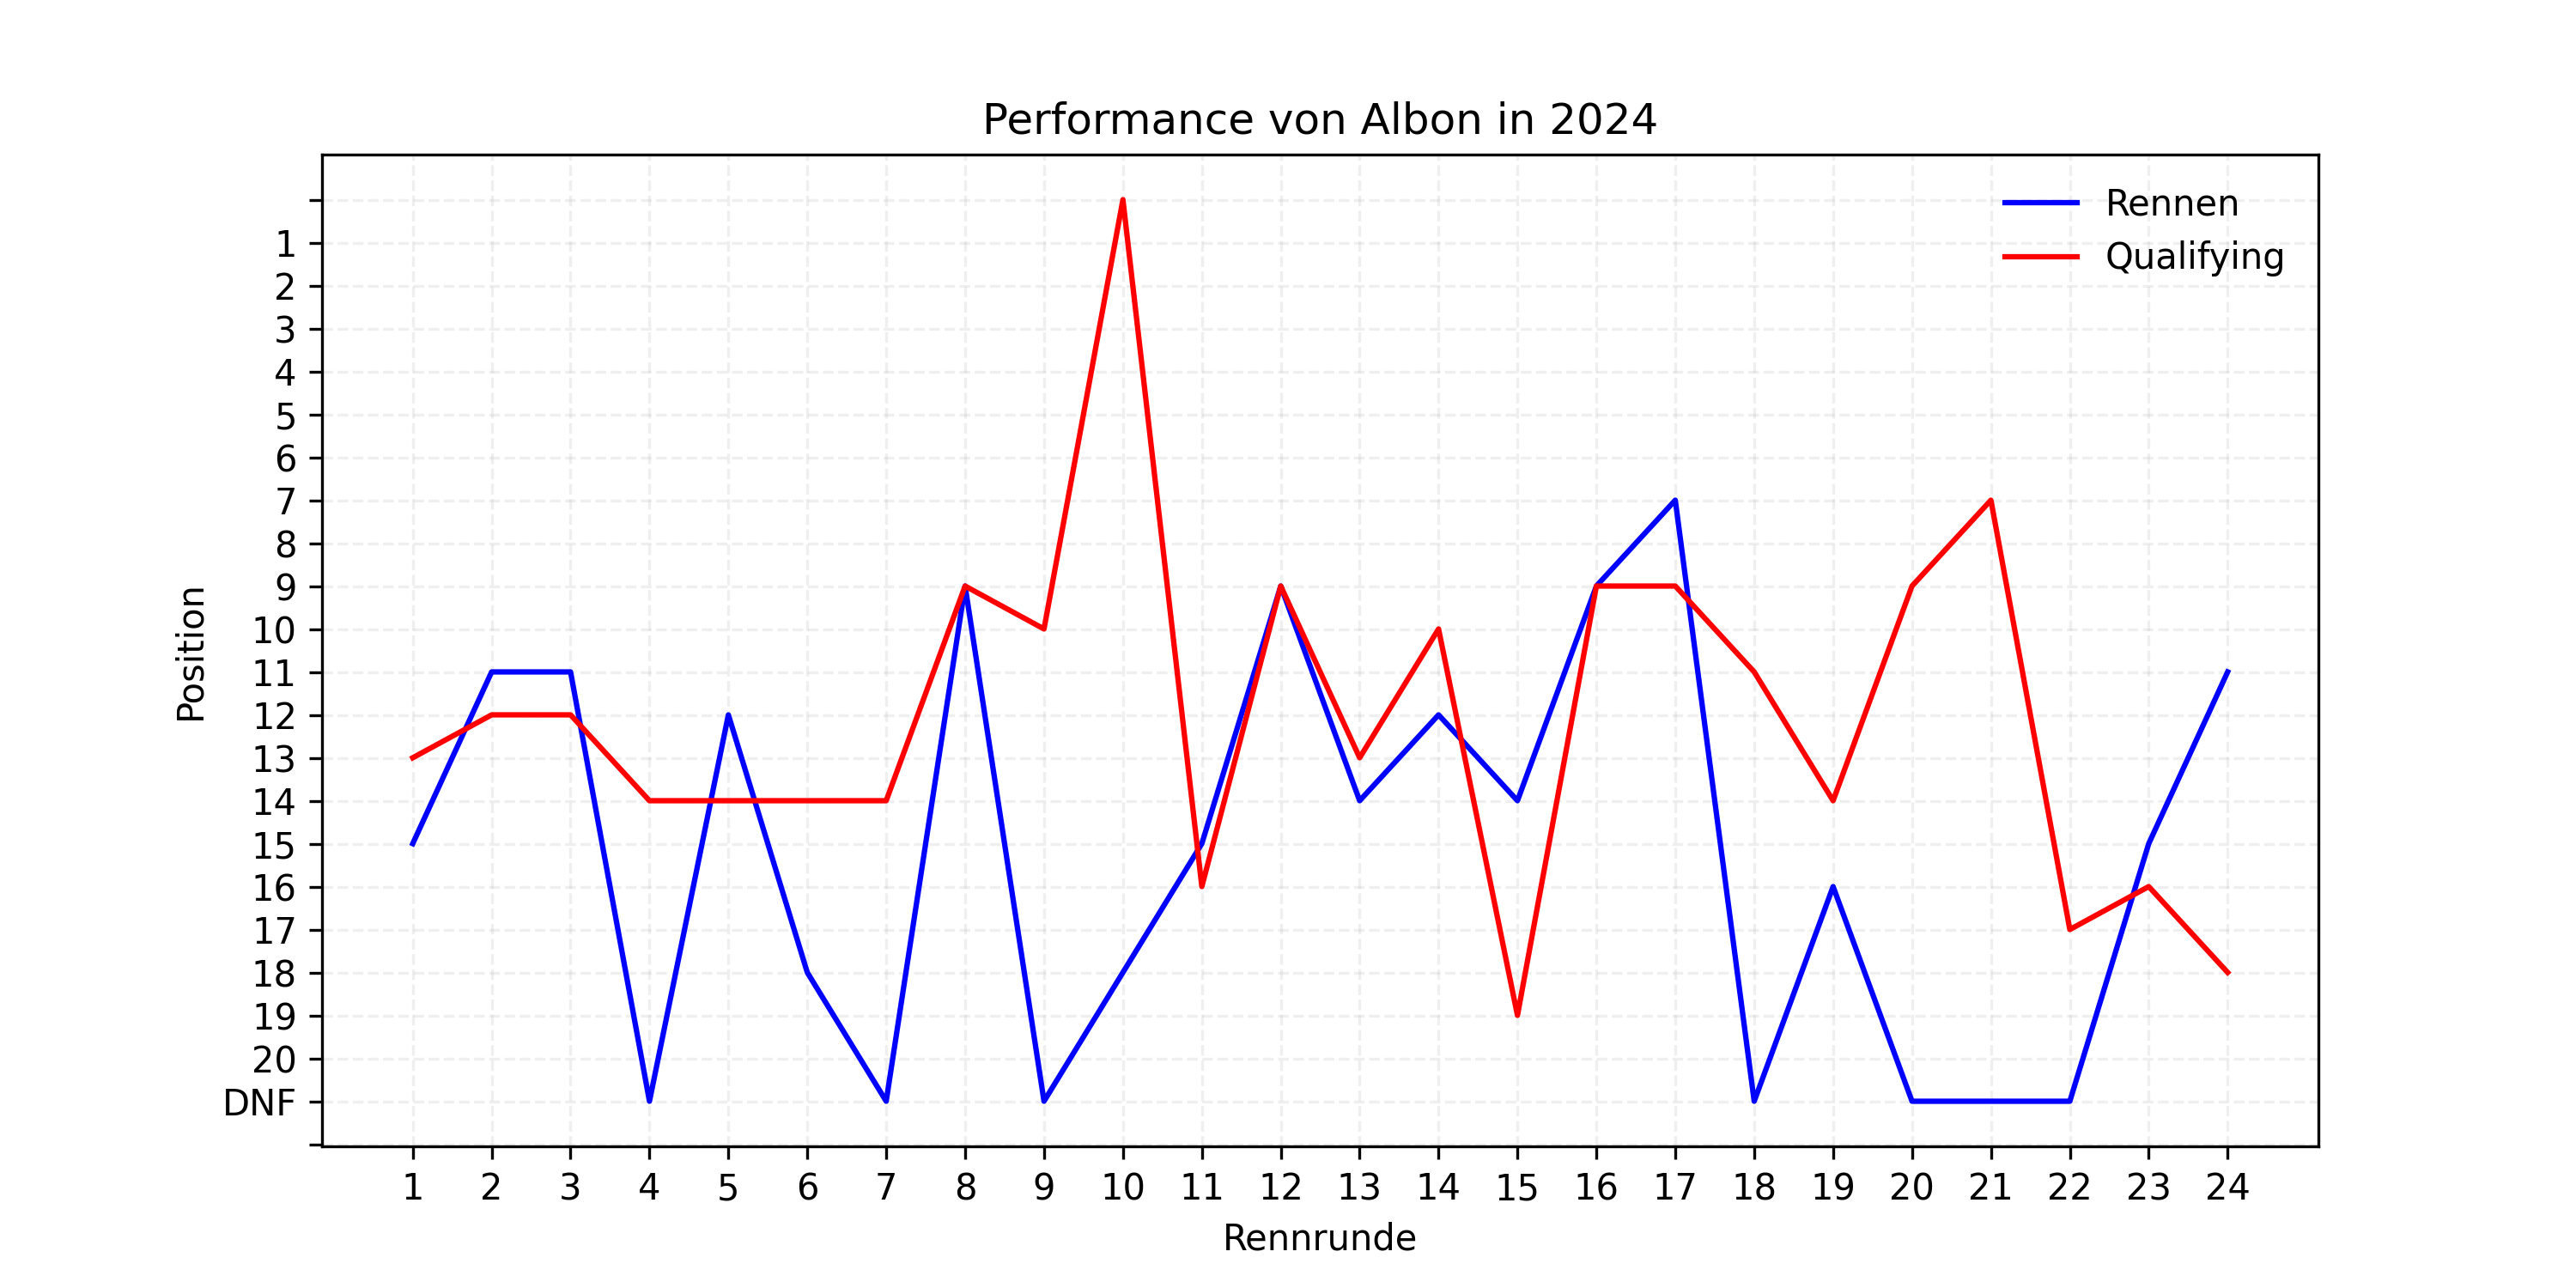 Performance von Albon in 2024
Rennen
Qualifying
1
2
3
4
5
6
7
8
9
10
11
12
13
14
15
16
17
18
19
20
DNF
Position
1 2 3 4 5 6 7 8 9 10 11 12 13 14 15 16 17 18 19 20 21 22 23 24
Rennrunde